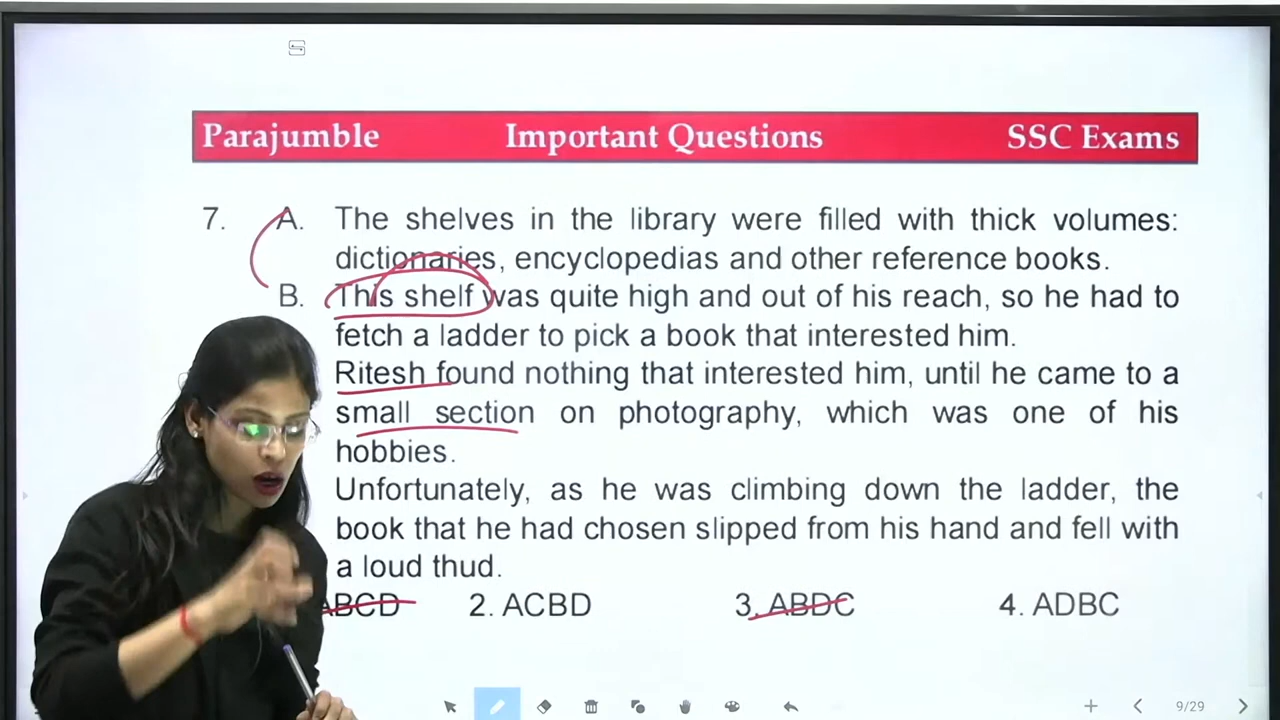 Parajumble Important Questions SSC Exams
7. A. The shelves in the library were filled with thick volumes:
dictionaries, encyclopedias and other reference books.
B. This shelf was quite high and out of his reach, so he had to
fetch a ladder to pick a book that interested him.
Ritesh found nothing that interested him, until he came to a
small section on photography, which was one of his
hobbies.
Unfortunately, as he was climbing down the ladder, the
book that he had chosen slipped from his hand and fell with
a loud thud.
ABCD 2. ACBD 3. ABDC 4. ADBC
9/29